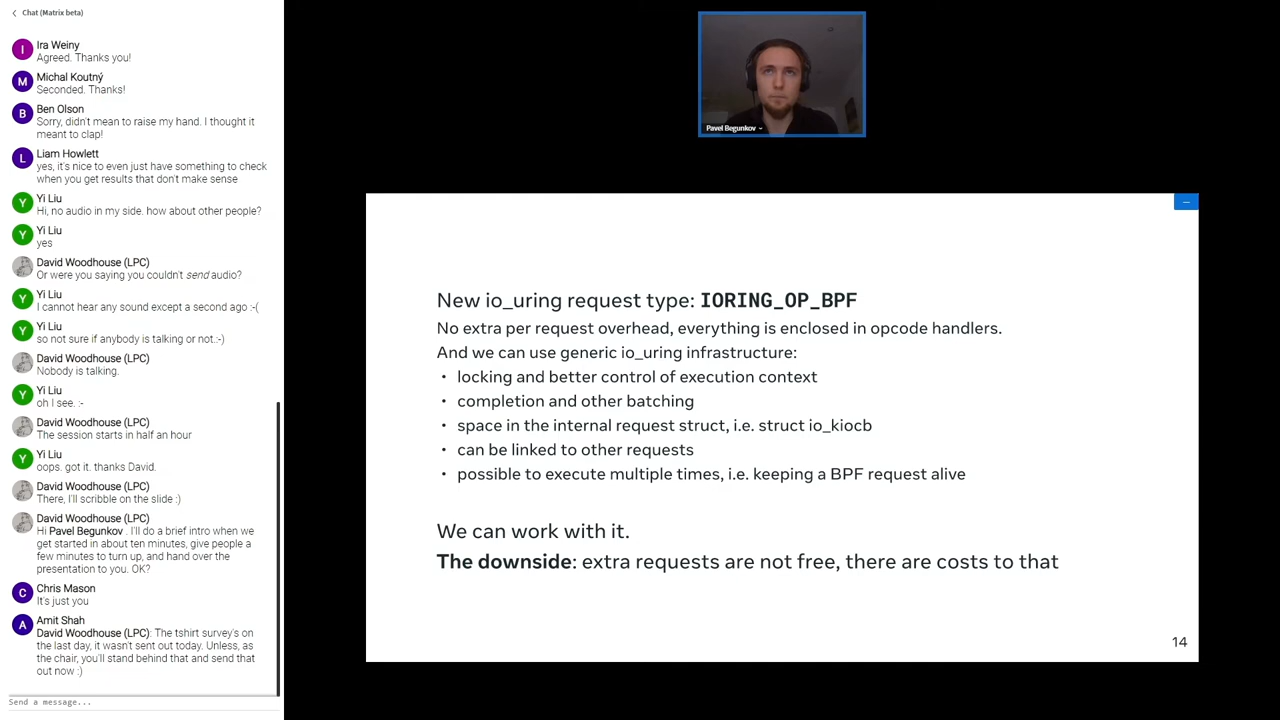 Chat (Matrix beta)
I
Ira Weiny
Agreed. Thank you!
M
Michal Koutný
Seconded. Thanks!
B
Ben Olson
Sorry, didn't mean to raise my hand. I thought it
meant to clap!
L
Liam Howlett
yes, it's nice to even just have something to check
when you get results that don't make sense
Y
Yi Liu
Hi, no audio in my side. how about other people?
Y
Yi Liu
yes
David Woodhouse (LPC)
Or were you saying you couldn't send audio?
Y
Yi Liu
I cannot hear any sound except a second ago :-(
Y
Yi Liu
so not sure if anybody is talking or not.:-)
David Woodhouse (LPC)
Nobody is talking.
Y
Yi Liu
oh I see. :-
David Woodhouse (LPC)
The session starts in half an hour
Y
Yi Liu
oops. got it. thanks David.
David Woodhouse (LPC)
There, I'll scribble on the slide :)
David Woodhouse (LPC)
Hi Pavel Begunkov . I'll do a brief intro when we
get started in about ten minutes, give people a
few minutes to turn up, and hand over the
presentation to you. OK?
C
Chris Mason
It's just you
A
Amit Shah
David Woodhouse (LPC): The tshirt survey's on
the last day, it wasn't sent out today. Unless, as
the chair, you'll stand behind that and send that
out now :)
Send a message...
Pavel Begunkov
New io_uring request type: IORING_OP_BPF
No extra per request overhead, everything is enclosed in opcode handlers.
And we can use generic io_uring infrastructure:
• locking and better control of execution context
• completion and other batching
• space in the internal request struct, i.e. struct io_kiocb
• can be linked to other requests
• possible to execute multiple times, i.e. keeping a BPF request alive
We can work with it.
The downside: extra requests are not free, there are costs to that
14